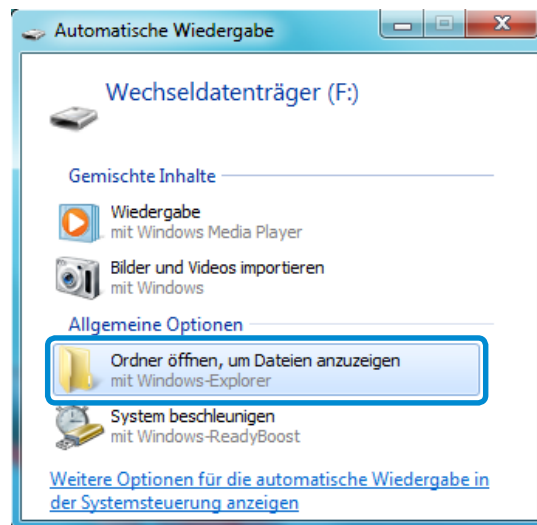 Automatische Wiedergabe
Wechseldatenträger (F:)
Gemischte Inhalte
Wiedergabe
mit Windows Media Player
Bilder und Videos importieren
mit Windows
Allgemeine Optionen
Ordner öffnen, um Dateien anzuzeigen
mit Windows-Explorer
System beschleunigen
mit Windows-ReadyBoost
Weitere Optionen für die automatische Wiedergabe in
der Systemsteuerung anzeigen